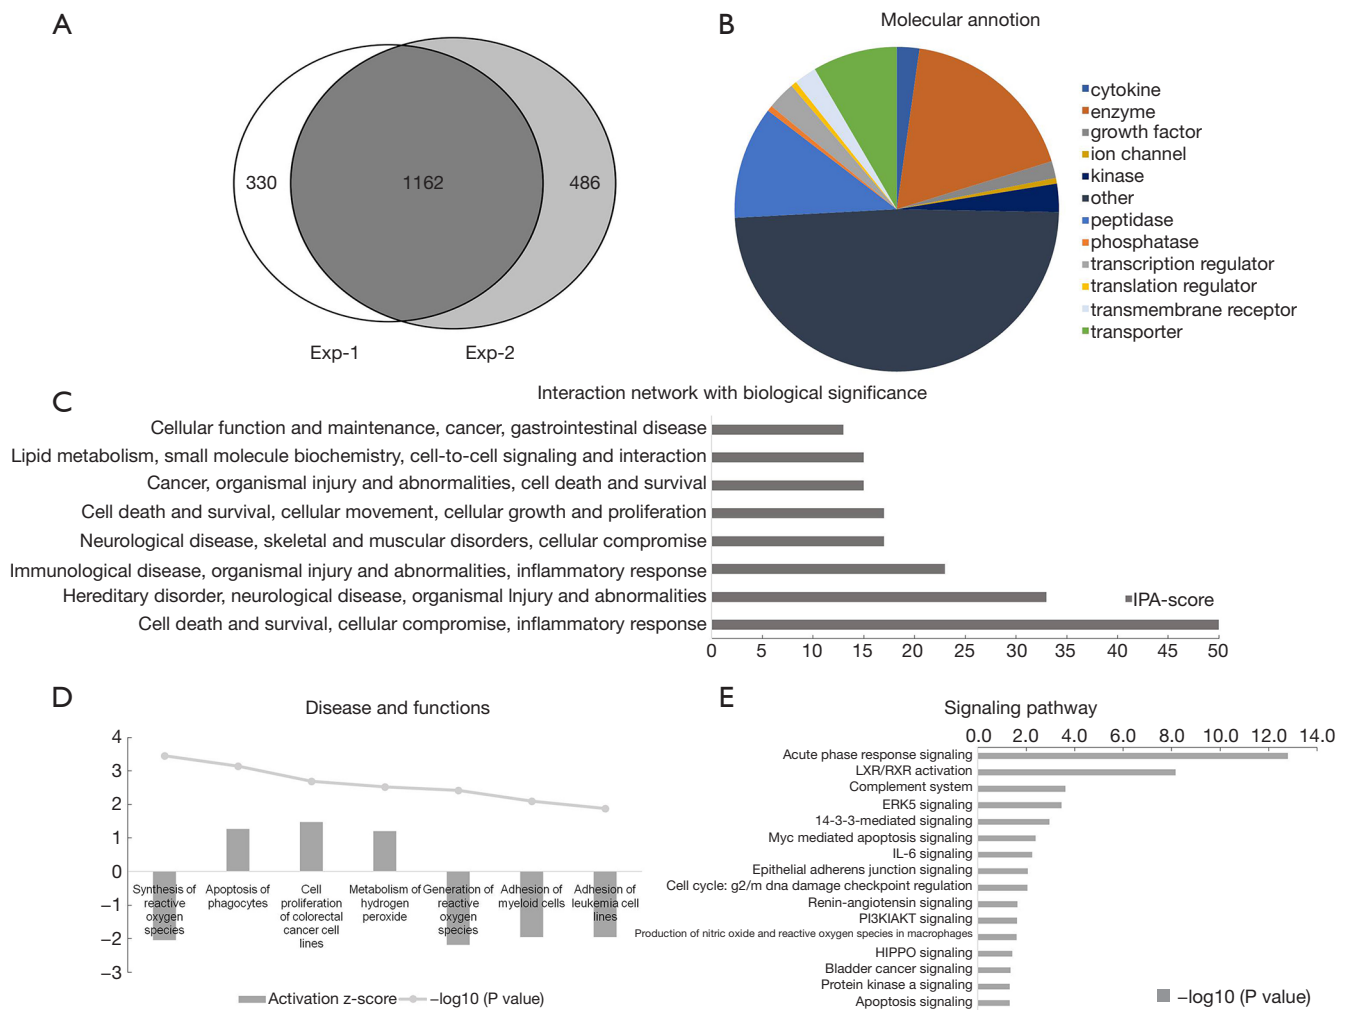 A
330
1162
486
Exp-1
Exp-2
B
Molecular annotion
cytokine
enzyme
growth factor
ion channel
kinase
other
peptidase
phosphatase
transcription regulator
translation regulator
transmembrane receptor
transporter
C
Interaction network with biological significance
Cellular function and maintenance, cancer, gastrointestinal disease
Lipid metabolism, small molecule biochemistry, cell-to-cell signaling and interaction
Cancer, organismal injury and abnormalities, cell death and survival
Cell death and survival, cellular movement, cellular growth and proliferation
Neurological disease, skeletal and muscular disorders, cellular compromise
Immunological disease, organismal injury and abnormalities, inflammatory response
Hereditary disorder, neurological disease, organismal Injury and abnormalities
Cell death and survival, cellular compromise, inflammatory response
IPA-score
0 5 10 15 20 25 30 35 40 45 50
D
Disease and functions
4
3
2
1
0
−1
−2
−3
Synthesis of
reactive
oxygen
species
Apoptosis of
phagocytes
Cell
proliferation
of colorectal
cancer cell
lines
Metabolism of
hydrogen
peroxide
Generation of
reactive
oxygen
species
Adhesion of
myeloid cells
Adhesion of
leukemia cell
lines
Activation z-score
−log10 (P value)
E
Signaling pathway
0.0 2.0 4.0 6.0 8.0 10.0 12.0 14.0
Acute phase response signaling
LXR/RXR activation
Complement system
ERK5 signaling
14-3-3-mediated signaling
Myc mediated apoptosis signaling
IL-6 signaling
Epithelial adherens junction signaling
Cell cycle: g2/m dna damage checkpoint regulation
Renin-angiotensin signaling
PI3KIAKT signaling
Production of nitric oxide and reactive oxygen species in macrophages
HIPPO signaling
Bladder cancer signaling
Protein kinase a signaling
Apoptosis signaling
−log10 (P value)